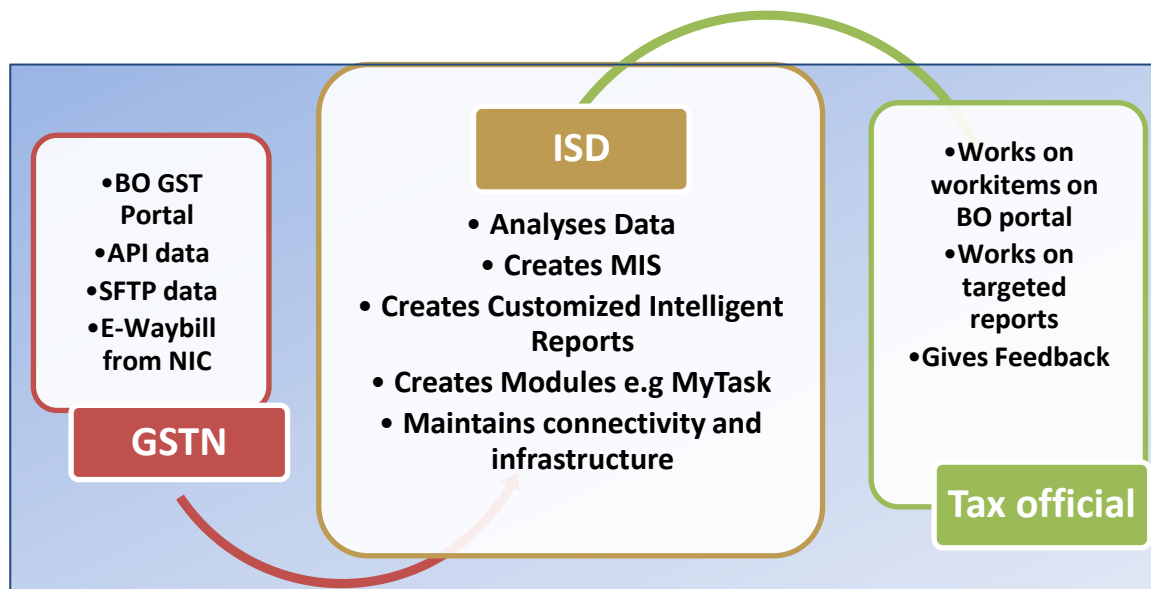 •BO GST
Portal
•API data
•SFTP data
•E-Waybill
from NIC
GSTN
ISD
• Analyses Data
• Creates MIS
• Creates Customized Intelligent
Reports
• Creates Modules e.g MyTask
• Maintains connectivity and
infrastructure
•Works on
workitems on
BO portal
•Works on
targeted
reports
•Gives Feedback
Tax official